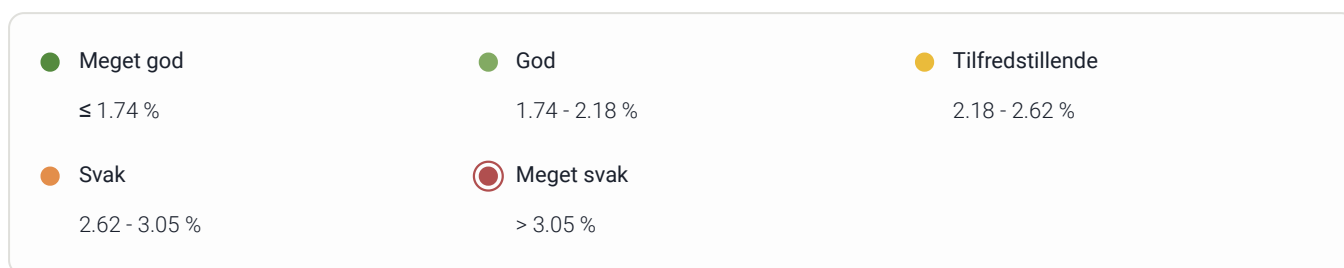 Meget god
God
Tilfredstillende
≤ 1.74 %
1.74 - 2.18 %
2.18 - 2.62 %
Svak
Meget svak
2.62 - 3.05 %
> 3.05 %